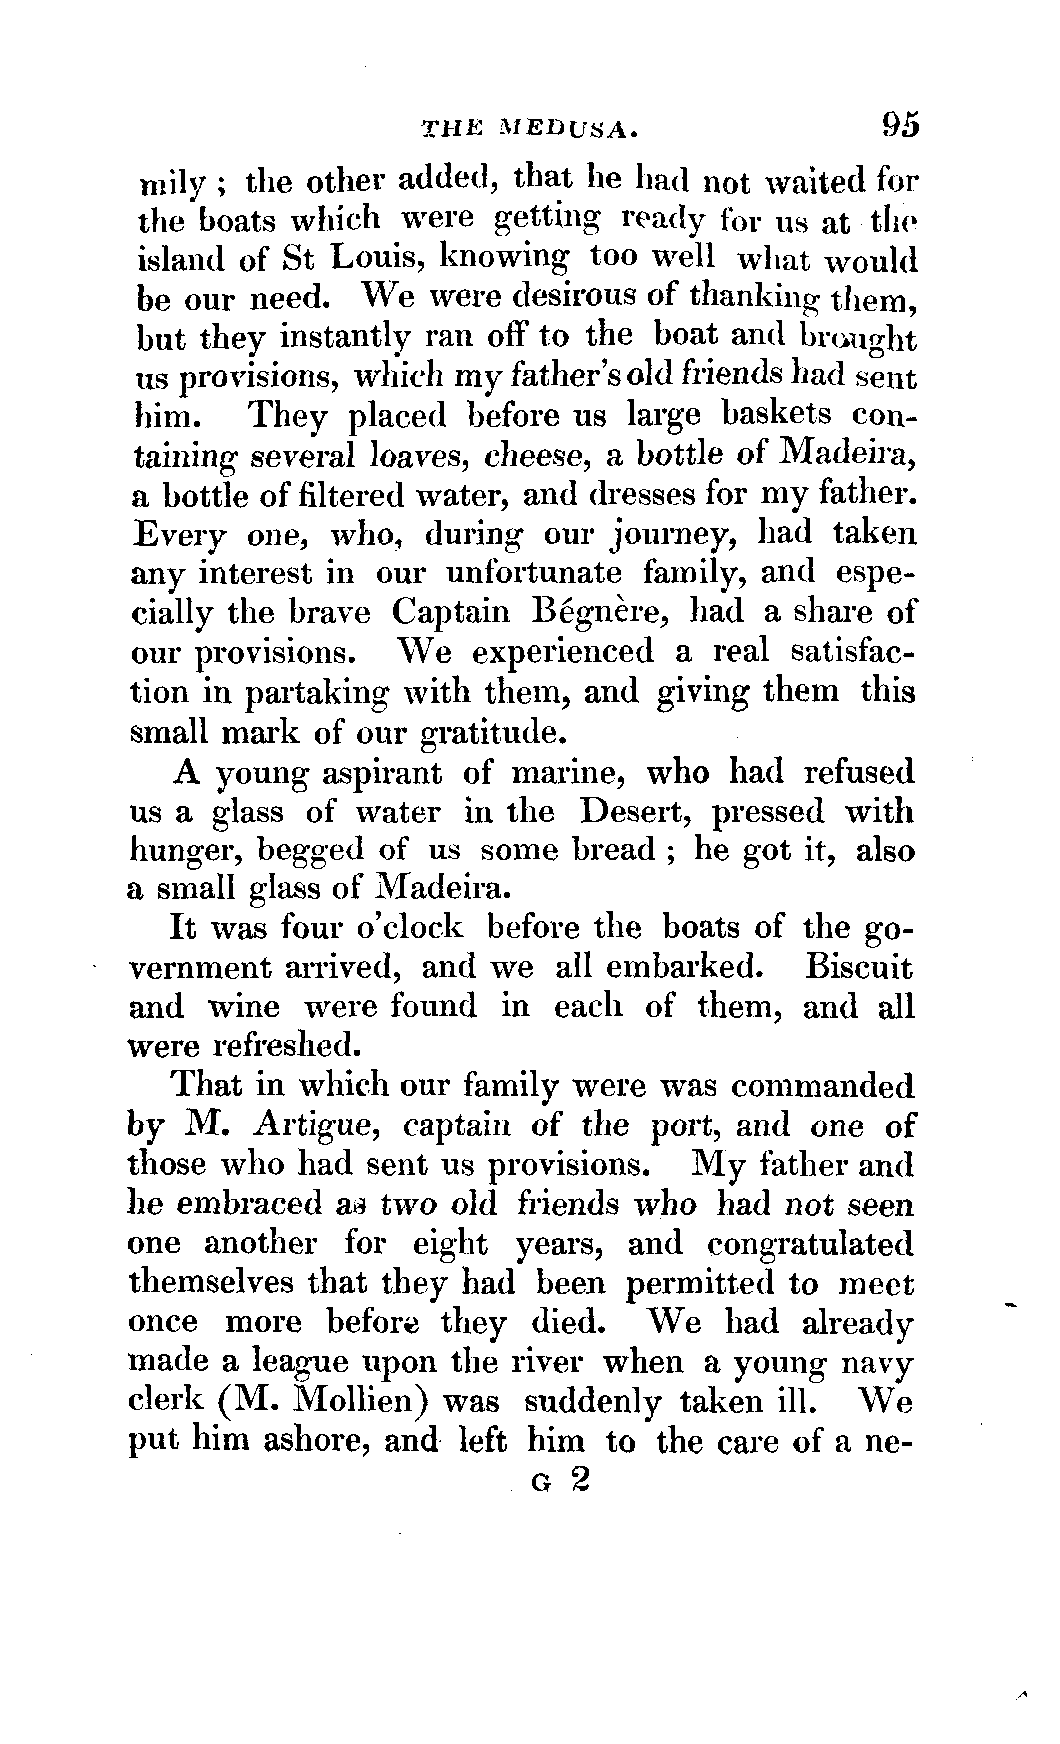 THE MEDUSA. 95
mily ; the other added, that he had not waited for
the boats which were getting ready for us at the
island of St Louis, knowing too well what would
be our need. We were desirous of thanking them,
but they instantly ran off to the boat and brought
us provisions, which my father's old friends had sent
him. They placed before us large baskets con-
taining several loaves, cheese, a bottle of Madeira,
a bottle of filtered water, and dresses for my father.
Every one, who, during our journey, had taken
any interest in our unfortunate family, and espe-
cially the brave Captain Bégnère, had a share of
our provisions. We experienced a real satisfac-
tion in partaking with them, and giving them this
small mark of our gratitude.
A young aspirant of marine, who had refused
us a glass of water in the Desert, pressed with
hunger, begged of us some bread ; he got it, also
a small glass of Madeira.
It was four o'clock before the boats of the go-
vernment arrived, and we all embarked. Biscuit
and wine were found in each of them, and all
were refreshed.
That in which our family were was commanded
by M. Artigue, captain of the port, and one of
those who had sent us provisions. My father and
he embraced as two old friends who had not seen
one another for eight years, and congratulated
themselves that they had been permitted to meet
once more before they died. We had already
made a league upon the river when a young navy
clerk (M. Mollien) was suddenly taken ill. We
put him ashore, and left him to the care of a ne-
G 2